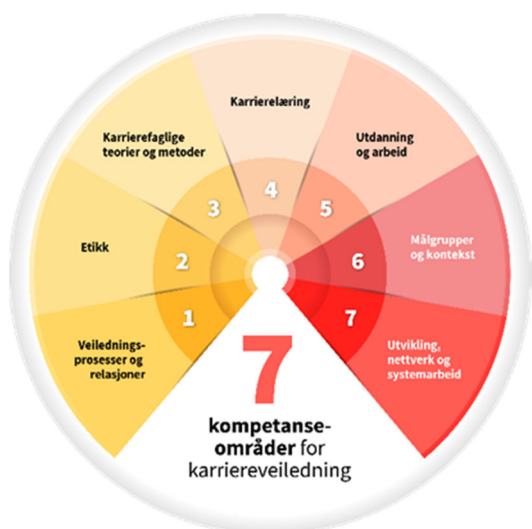 1
Veilednings-
prosesser og
relasjoner
2
Etikk
3
Karrierefaglige
teorier og metoder
4
Karrierelæring
5
Utdanning
og arbeid
6
Målgrupper
og kontekst
7
Utvikling,
nettverk og
systemarbeid
7
kompetanse-
områder for
karriereveiledning